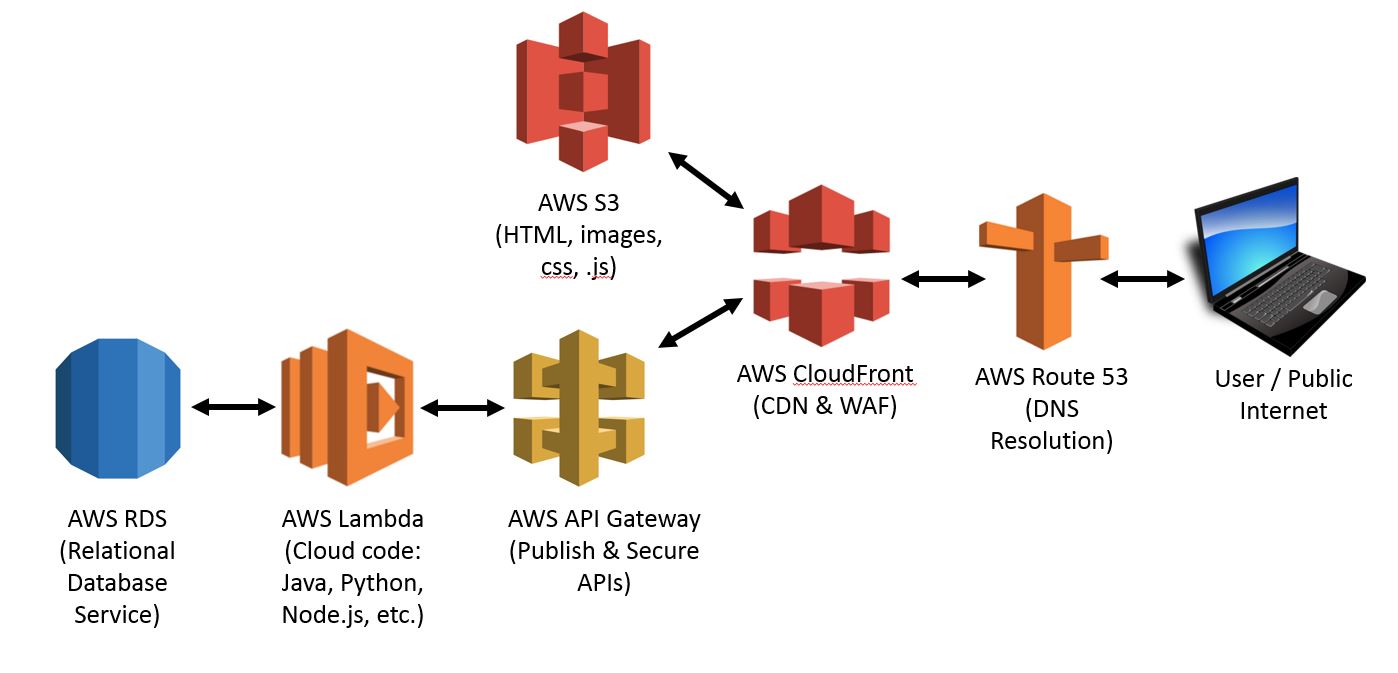 AWS S3
(HTML, images,
css, .js)
AWS CloudFront
(CDN & WAF)
AWS Route 53
(DNS
Resolution)
User / Public
Internet
AWS RDS
(Relational
Database
Service)
AWS Lambda
(Cloud code:
Java, Python,
Node.js, etc.)
AWS API Gateway
(Publish & Secure
APIs)